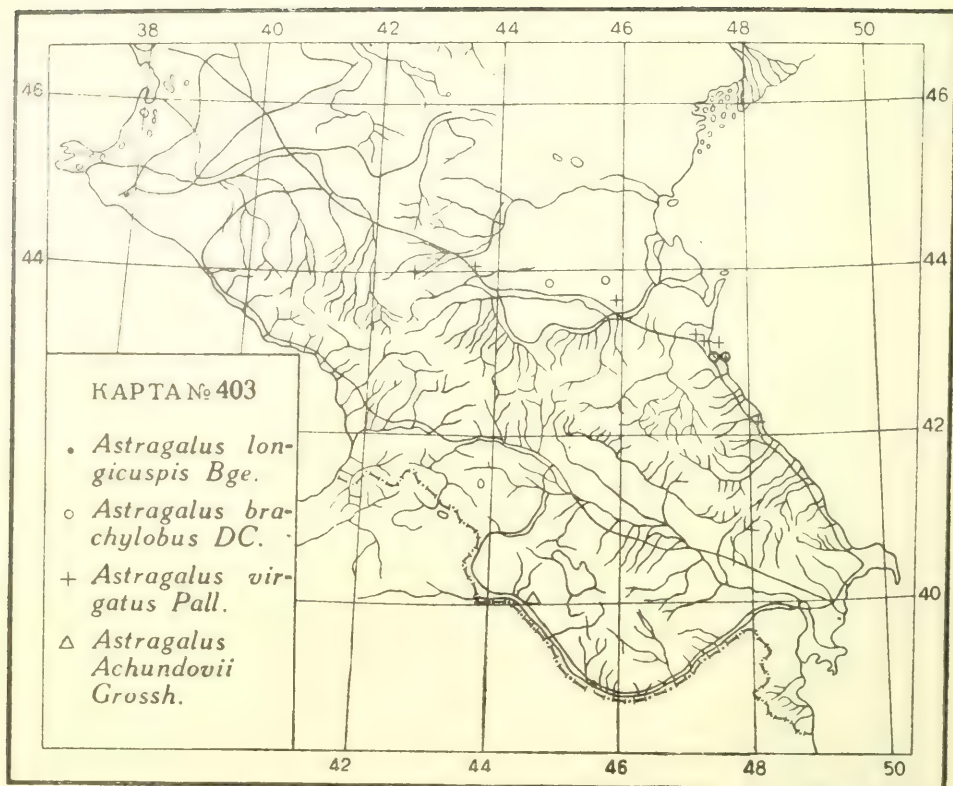 38 40 42 44 46 48 50
46 46
44 44
КАРТА № 403
• Astragalus lon-
gicuspis Bge.
○ Astragalus bra-
chylobus DC.
+ Astragalus vir-
gatus Pall.
△ Astragalus
Achundovii
Grossh.
42
40
42 44 46 48 50